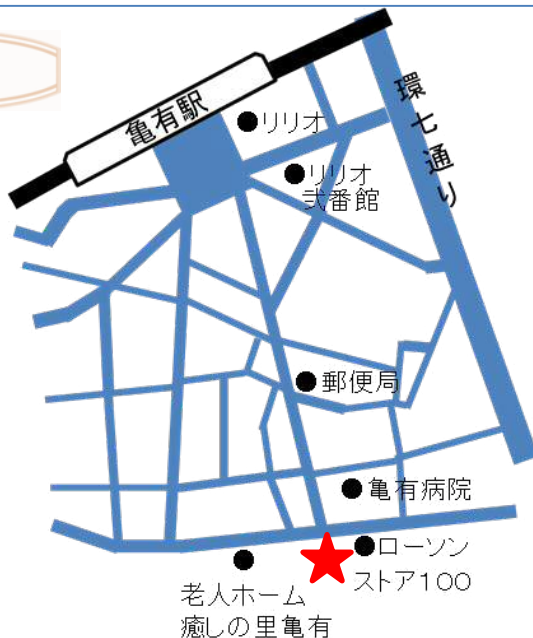 亀有駅
リリオ
環七通り
リリオ
弐番館
郵便局
亀有病院
ローソン
ストア100
老人ホーム
癒しの里亀有